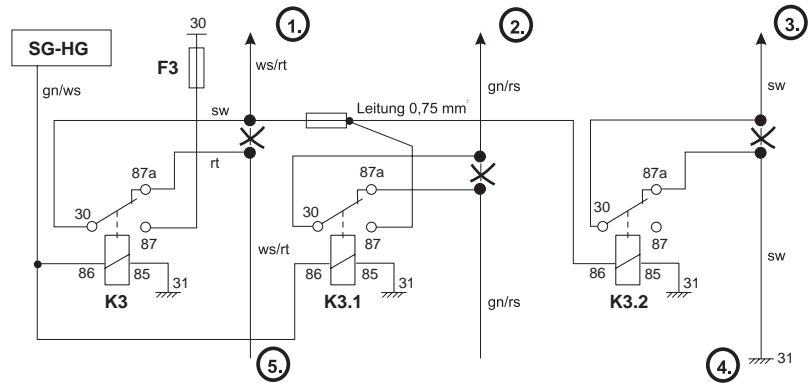 30
1.
2.
3.
SG-HG
F3
ws/rt
gn/rs
sw
gn/ws
sw
Leitung 0,75 mm²
rt
87a
87a
87a
30
87
30
87
30
87
ws/rt
sw
86
85
86
85
86
85
31
31
31
K3
K3.1
K3.2
gn/rs
5.
4.
31